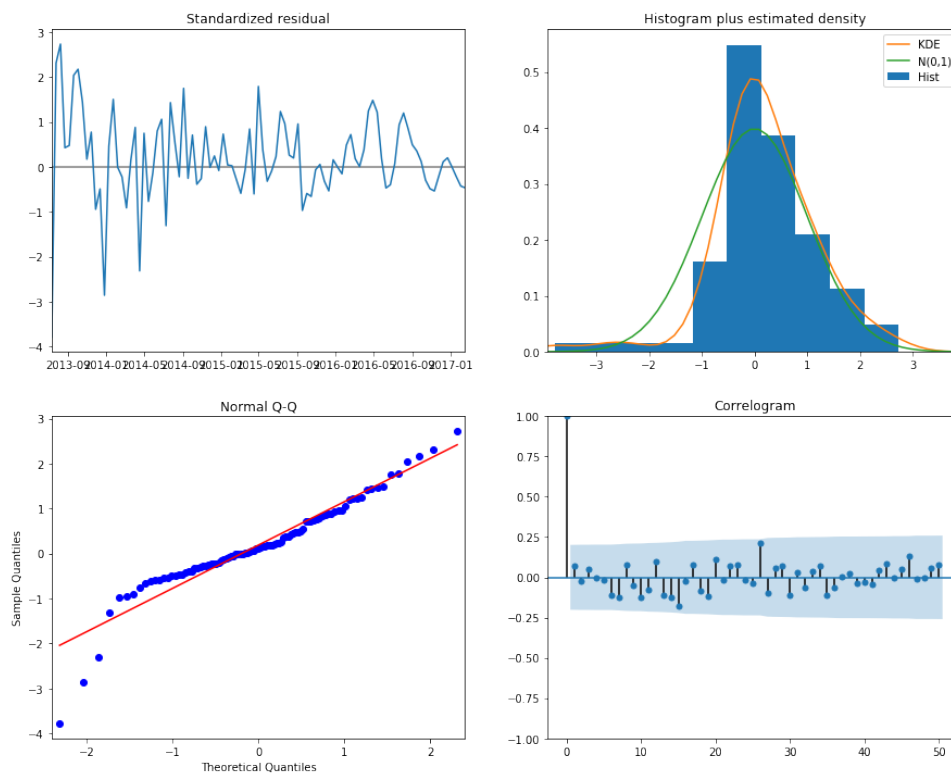 Standardized residual
3
2
1
0
−1
−2
−3
−4
2013-09 2014-01 2014-05 2014-09 2015-01 2015-05 2015-09 2016-01 2016-05 2016-09 2017-01
Histogram plus estimated density
KDE
N(0,1)
Hist
0.5
0.4
0.3
0.2
0.1
0.0
−3 −2 −1 0 1 2 3
Normal Q-Q
Sample Quantiles
3
2
1
0
−1
−2
−3
−4
−2 −1 0 1 2
Theoretical Quantiles
Correlogram
1.00
0.75
0.50
0.25
0.00
−0.25
−0.50
−0.75
−1.00
0 10 20 30 40 50